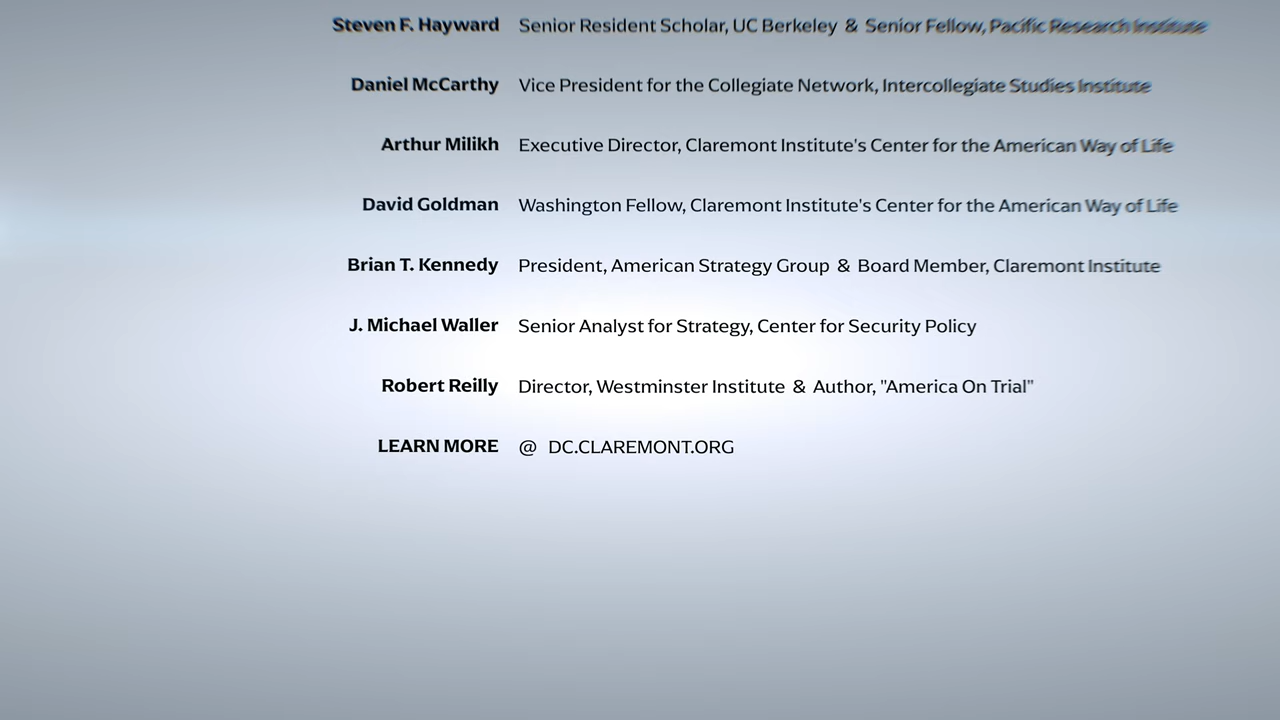 Steven F. Hayward Senior Resident Scholar, UC Berkeley & Senior Fellow, Pacific Research Institute
Daniel McCarthy Vice President for the Collegiate Network, Intercollegiate Studies Institute
Arthur Milikh Executive Director, Claremont Institute's Center for the American Way of Life
David Goldman Washington Fellow, Claremont Institute's Center for the American Way of Life
Brian T. Kennedy President, American Strategy Group & Board Member, Claremont Institute
J. Michael Waller Senior Analyst for Strategy, Center for Security Policy
Robert Reilly Director, Westminster Institute & Author, "America On Trial"
LEARN MORE @ DC.CLAREMONT.ORG